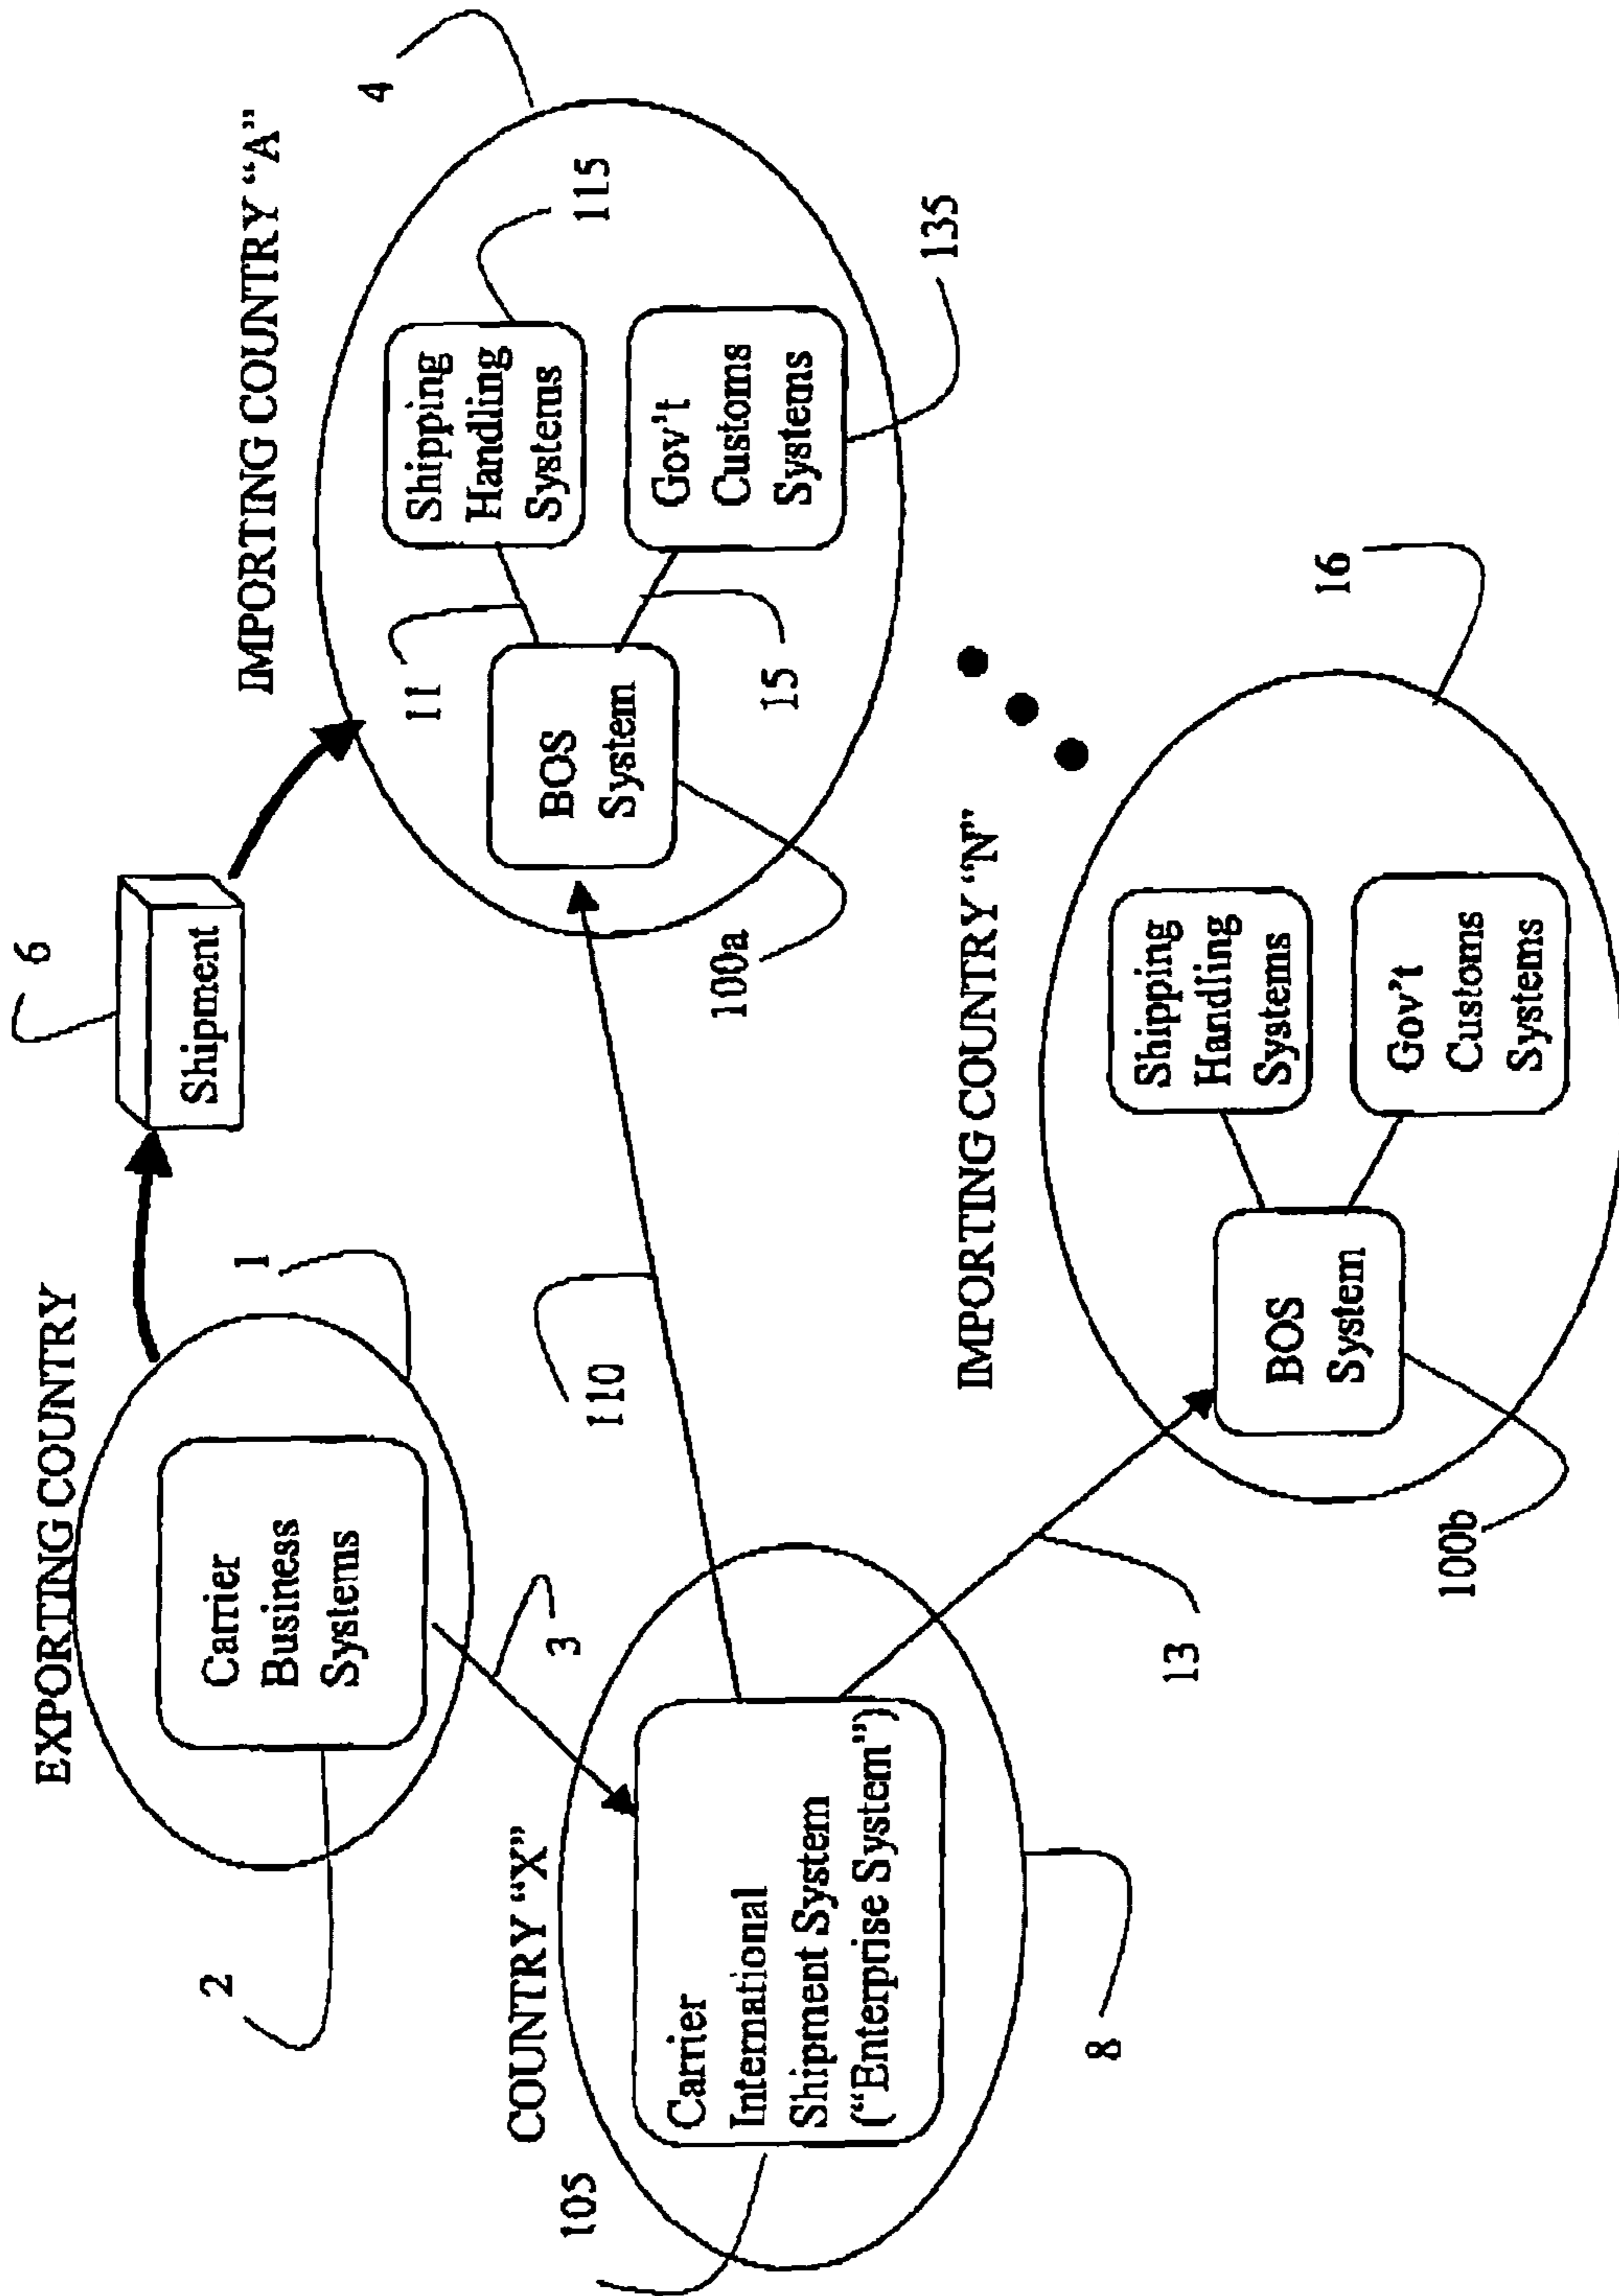 EXPORTING COUNTRY
1
2
Carrier
Business
Systems
3
6
Shipment
IMPORTING COUNTRY "A"
4
11
BOS
System
Shipping
Handling
Systems
115
Gov't
Customs
Systems
135
15
100a
110
COUNTRY "X"
105
Carrier
International
Shipment System
("Enterprise System")
8
13
IMPORTING COUNTRY "N"
BOS
System
Shipping
Handling
Systems
Gov't
Customs
Systems
16
100b